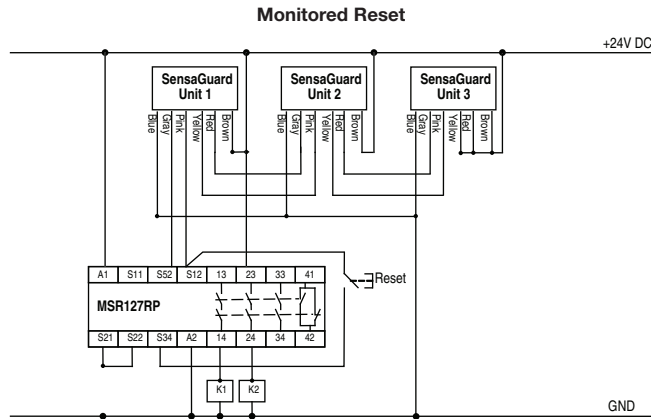 Monitored Reset
+24V DC
SensaGuard
Unit 1
SensaGuard
Unit 2
SensaGuard
Unit 3
Blue
Gray
Pink
Yellow
Red
Brown
Blue
Gray
Pink
Yellow
Red
Brown
Blue
Gray
Pink
Yellow
Red
Brown
A1 S11 S52 S12 13 23 33 41
Reset
MSR127RP
S21 S22 S34 A2 14 24 34 42
K1 K2
GND